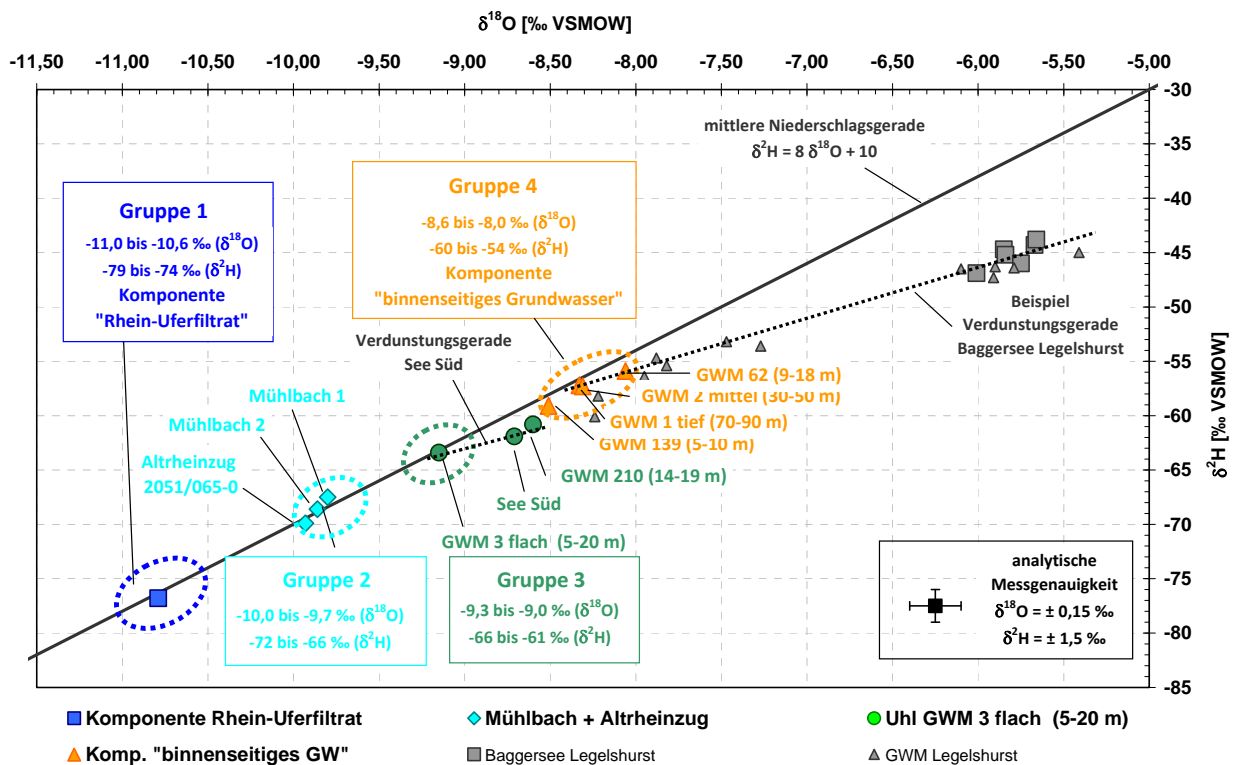 δ¹⁸O [‰ VSMOW]
-11,50 -11,00 -10,50 -10,00 -9,50 -9,00 -8,50 -8,00 -7,50 -7,00 -6,50 -6,00 -5,50 -5,00
-30
-35
-40
-45
-50
-55
-60
-65
-70
-75
-80
-85
δ²H [‰ VSMOW]
mittlere Niederschlagsgerade
δ²H = 8 δ¹⁸O + 10
Gruppe 1
-11,0 bis -10,6 ‰ (δ¹⁸O)
-79 bis -74 ‰ (δ²H)
Komponente
"Rhein-Uferfiltrat"
Gruppe 4
-8,6 bis -8,0 ‰ (δ¹⁸O)
-60 bis -54 ‰ (δ²H)
Komponente
"binnenseitiges Grundwasser"
Verdunstungsgerade
See Süd
Beispiel
Verdunstungsgerade
Baggersee Legelshurst
GWM 62 (9-18 m)
GWM 2 mittel (30-50 m)
GWM 1 tief (70-90 m)
GWM 139 (5-10 m)
GWM 210 (14-19 m)
See Süd
GWM 3 flach (5-20 m)
Mühlbach 1
Mühlbach 2
Altrheinzug
2051/065-0
Gruppe 2
-10,0 bis -9,7 ‰ (δ¹⁸O)
-72 bis -66 ‰ (δ²H)
Gruppe 3
-9,3 bis -9,0 ‰ (δ¹⁸O)
-66 bis -61 ‰ (δ²H)
analytische
Messgenauigkeit
δ¹⁸O = ± 0,15 ‰
δ²H = ± 1,5 ‰
Komponente Rhein-Uferfiltrat
Mühlbach + Altrheinzug
Uhl GWM 3 flach (5-20 m)
Komp. "binnenseitiges GW"
Baggersee Legelshurst
GWM Legelshurst